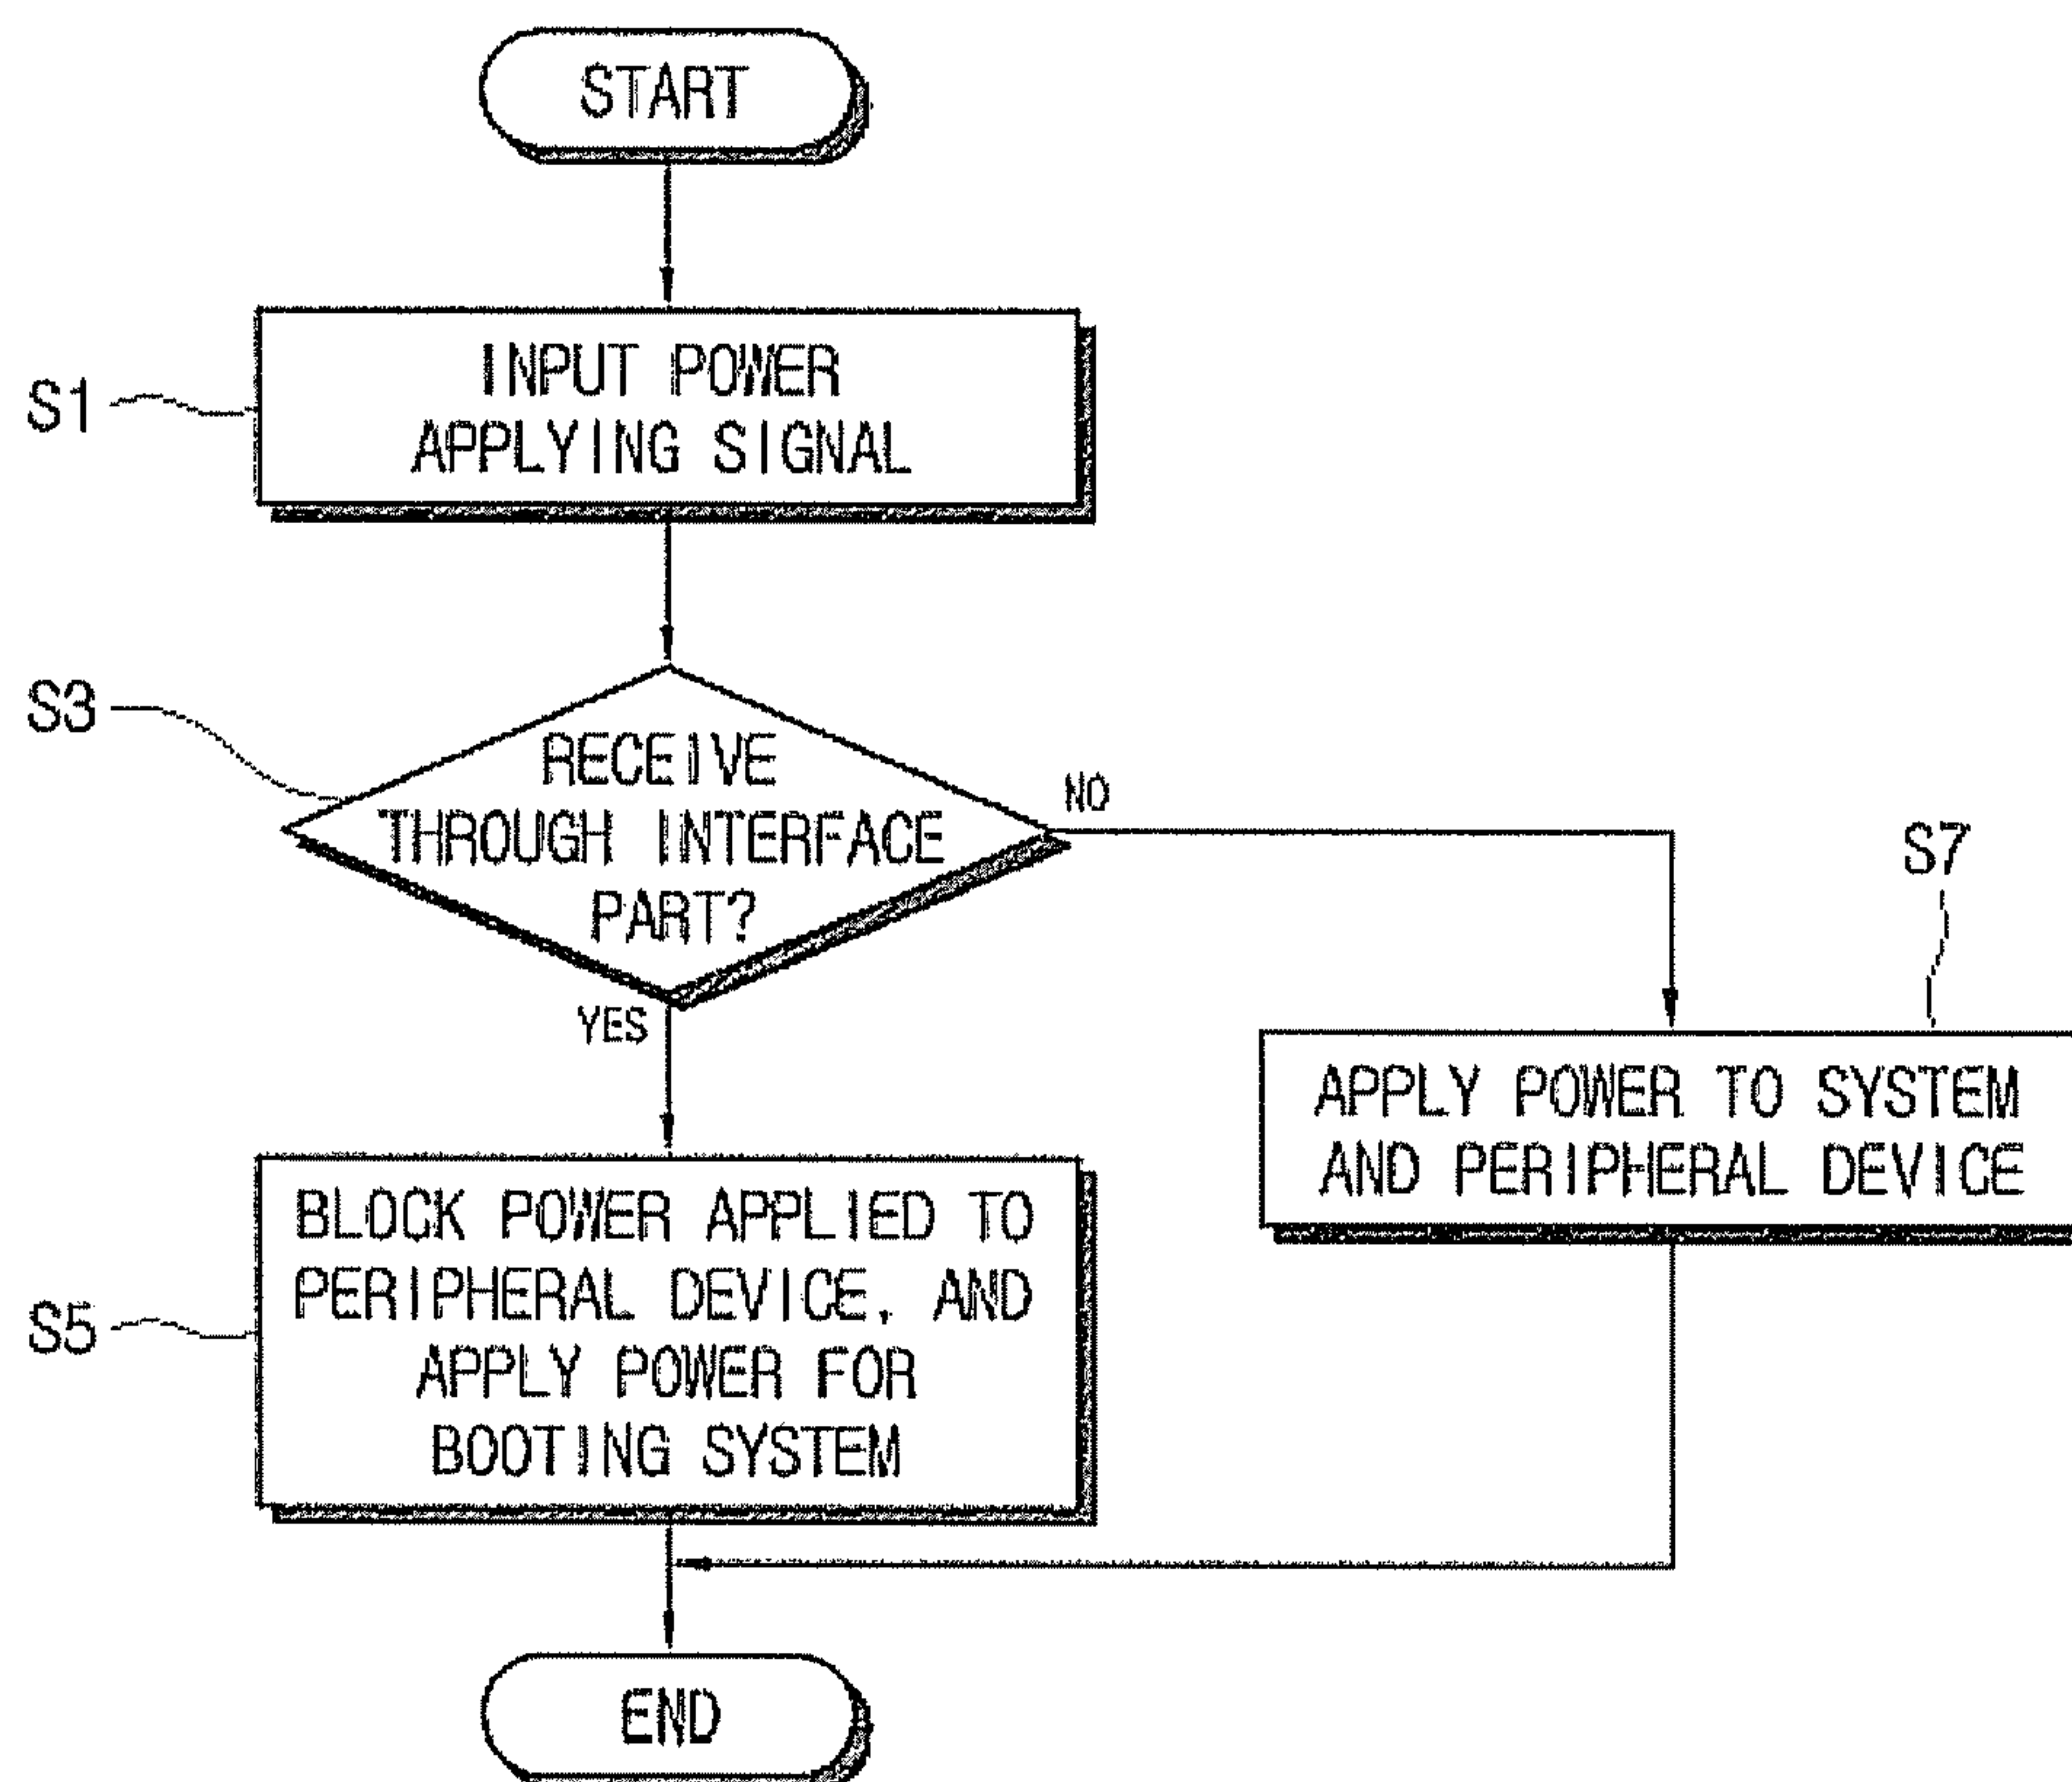 START
S1
INPUT POWER
APPLYING SIGNAL
S3
RECEIVE
THROUGH INTERFACE
PART?
NO
YES
S7
APPLY POWER TO SYSTEM
AND PERIPHERAL DEVICE
S5
BLOCK POWER APPLIED TO
PERIPHERAL DEVICE, AND
APPLY POWER FOR
BOOTING SYSTEM
END